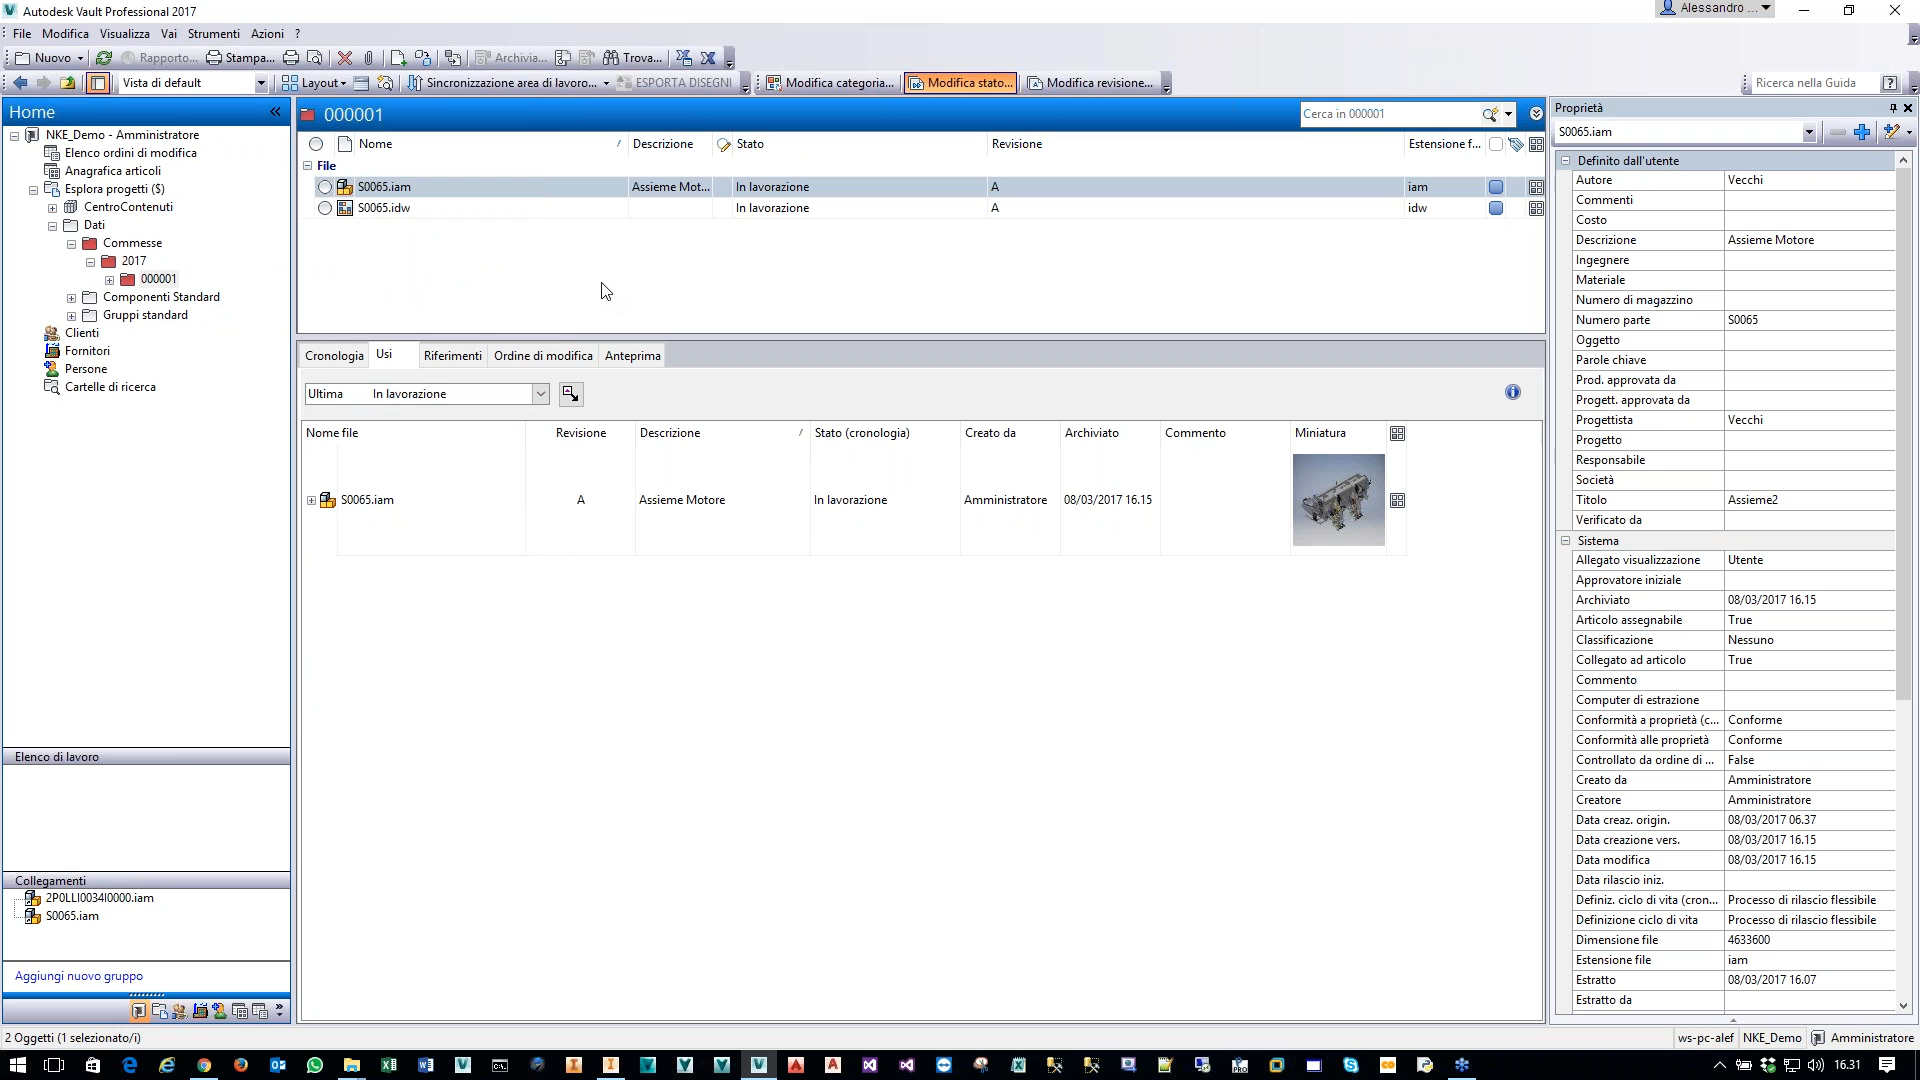 Autodesk Vault Professional 2017
Alessandro ...
File Modifica Visualizza Vai Strumenti Azioni ?
Nuovo Rapporto... Stampa... Archivia... Trova...
Vista di default Layout Sincronizzazione area di lavoro... ESPORTA DISEGNI Modifica categoria... Modifica stato... Modifica revisione... Ricerca nella Guida
Home
NKE_Demo - Amministratore
Elenco ordini di modifica
Anagrafica articoli
Esplora progetti ($)
CentroContenuti
Dati
Commesse
2017
000001
Componenti Standard
Gruppi standard
Clienti
Fornitori
Persone
Cartelle di ricerca
Elenco di lavoro
Collegamenti
2P0LLI0034I0000.iam
S0065.iam
Aggiungi nuovo gruppo
000001
Cerca in 000001
Nome Descrizione Stato Revisione Estensione f...
File
S0065.iam Assieme Mot... In lavorazione A iam
S0065.idw In lavorazione A idw
Cronologia Usi Riferimenti Ordine di modifica Anteprima
Ultima In lavorazione
Nome file Revisione Descrizione Stato (cronologia) Creato da Archiviato Commento Miniatura
S0065.iam A Assieme Motore In lavorazione Amministratore 08/03/2017 16.15
Proprietà
S0065.iam
Definito dall'utente
Autore Vecchi
Commenti
Costo
Descrizione Assieme Motore
Ingegnere
Materiale
Numero di magazzino
Numero parte S0065
Oggetto
Parole chiave
Prod. approvata da
Progett. approvata da
Progettista Vecchi
Progetto
Responsabile
Società
Titolo Assieme2
Verificato da
Sistema
Allegato visualizzazione Utente
Approvatore iniziale
Archiviato 08/03/2017 16.15
Articolo assegnabile True
Classificazione Nessuno
Collegato ad articolo True
Commento
Computer di estrazione
Conformità a proprietà (c... Conforme
Conformità alle proprietà Conforme
Controllato da ordine di ... False
Creato da Amministratore
Creatore Amministratore
Data creaz. origin. 08/03/2017 06.37
Data creazione vers. 08/03/2017 16.15
Data modifica 08/03/2017 16.15
Data rilascio iniz.
Definiz. ciclo di vita (cron... Processo di rilascio flessibile
Definizione ciclo di vita Processo di rilascio flessibile
Dimensione file 4633600
Estensione file iam
Estratto 08/03/2017 16.07
Estratto da
2 Oggetti (1 selezionato/i)
ws-pc-alef NKE_Demo Amministratore
16.31